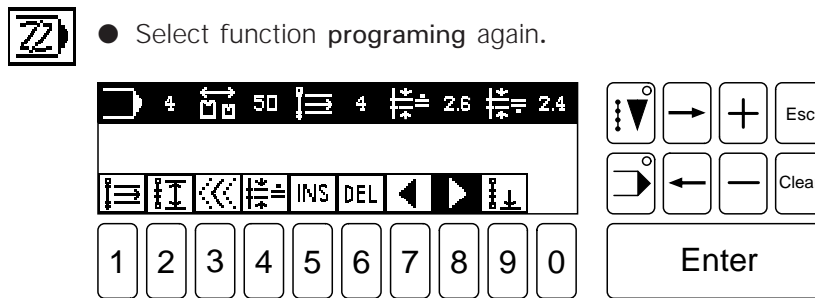 ● Select function programing again.
4 50 4 2.6 2.4
Esc
Clea
INS DEL
1 2 3 4 5 6 7 8 9 0
Enter